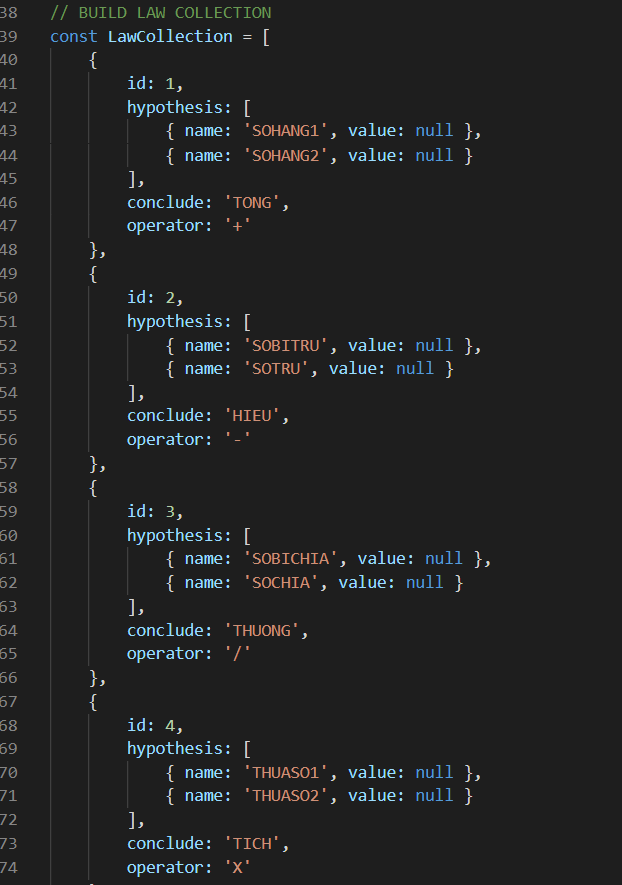 38 // BUILD LAW COLLECTION
39 const LawCollection = [
40 {
41 id: 1,
42 hypothesis: [
43 { name: 'SOHANG1', value: null },
44 { name: 'SOHANG2', value: null }
45 ],
46 conclude: 'TONG',
47 operator: '+'
48 },
49 {
50 id: 2,
51 hypothesis: [
52 { name: 'SOBITRU', value: null },
53 { name: 'SOTRU', value: null }
54 ],
55 conclude: 'HIEU',
56 operator: '-'
57 },
58 {
59 id: 3,
60 hypothesis: [
61 { name: 'SOBICHIA', value: null },
62 { name: 'SOCHIA', value: null }
63 ],
64 conclude: 'THUONG',
65 operator: '/'
66 },
67 {
68 id: 4,
69 hypothesis: [
70 { name: 'THUASO1', value: null },
71 { name: 'THUASO2', value: null }
72 ],
73 conclude: 'TICH',
74 operator: 'X'